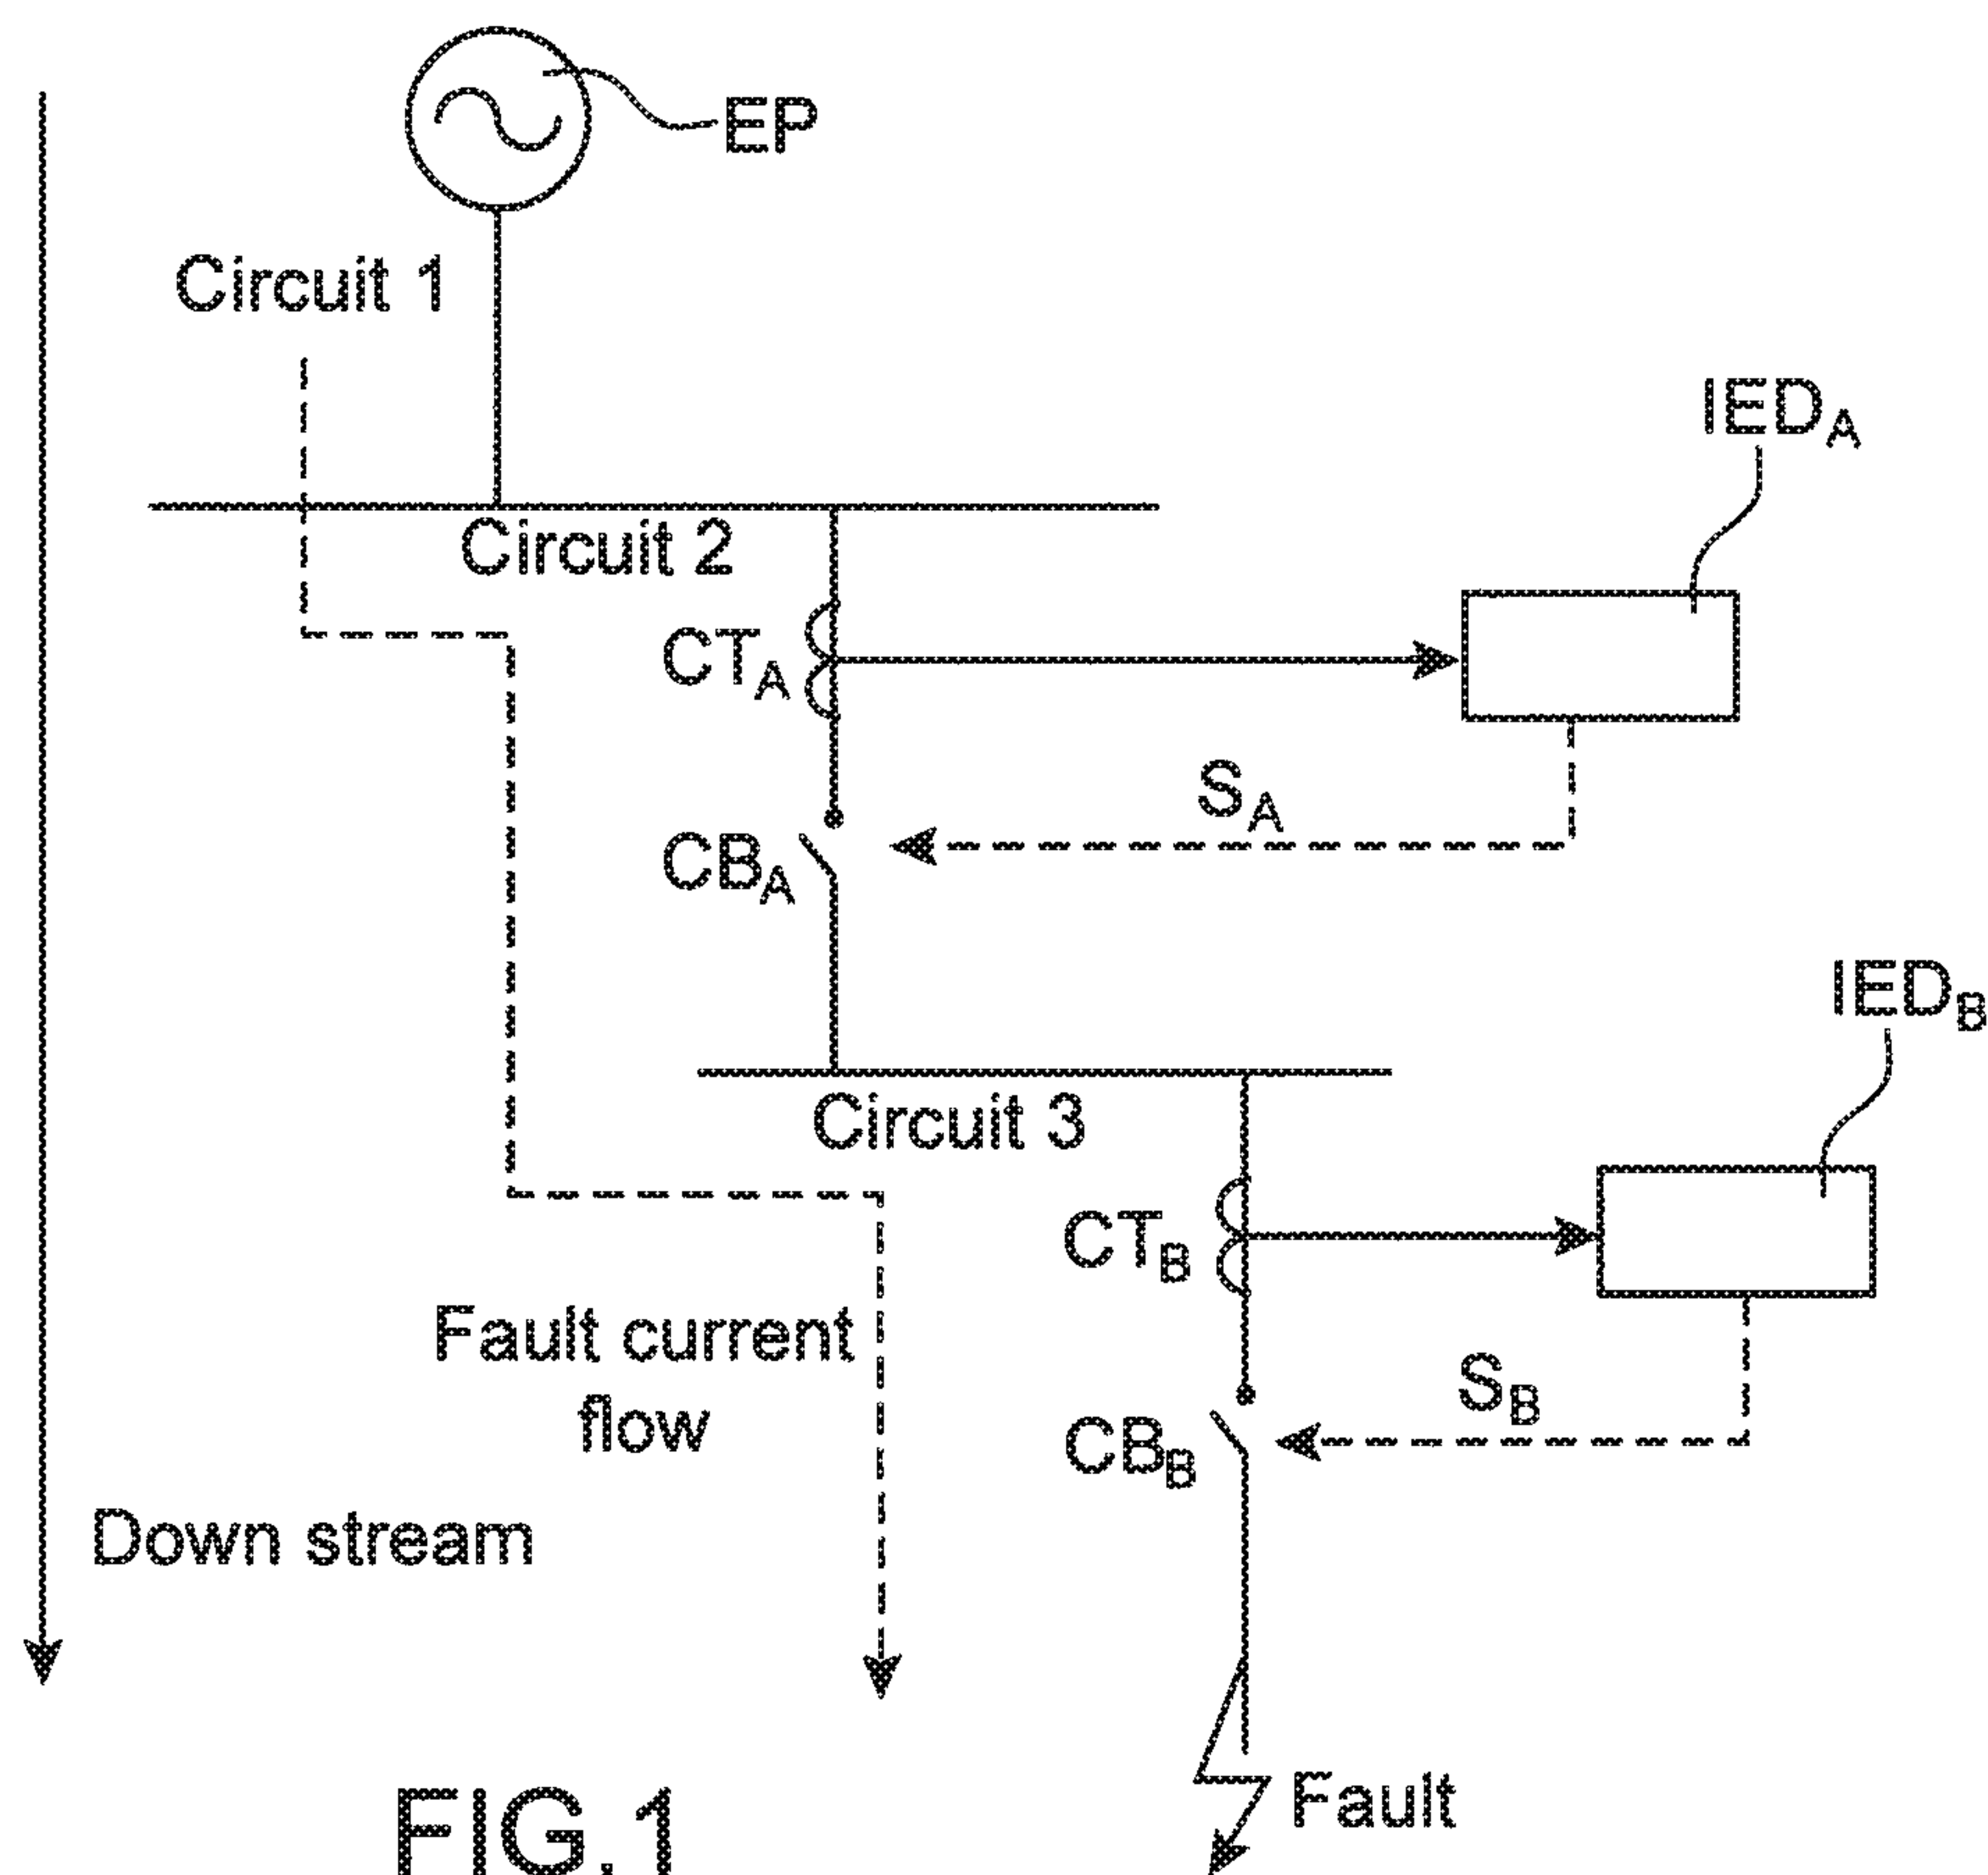 EP
Circuit 1
IEDA
Circuit 2
CTA
SA
CBA
IEDB
Circuit 3
CTB
Fault current
flow
SB
CBB
Down stream
Fault
FIG.1